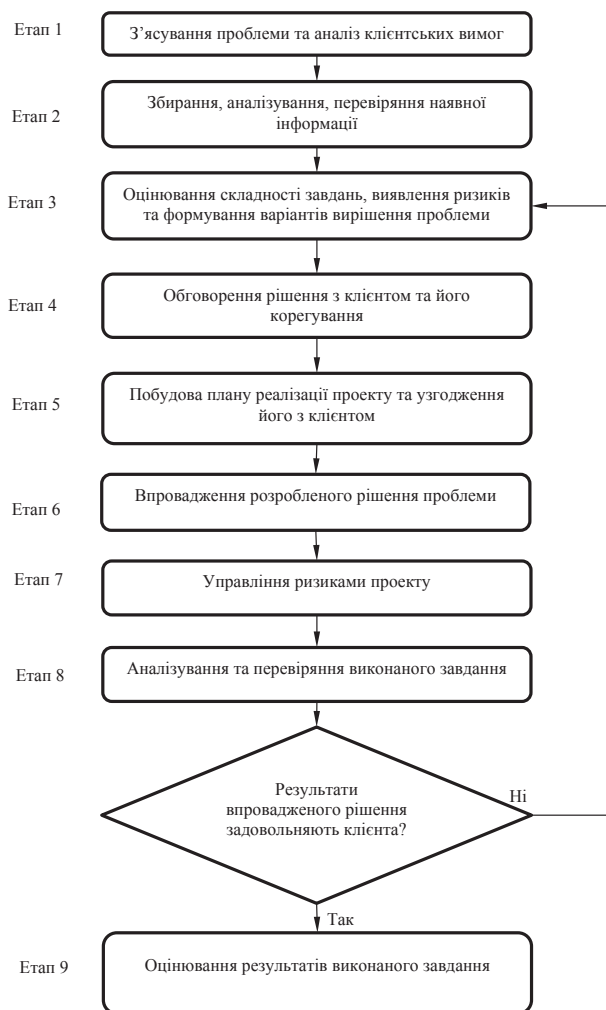 Етап 1
З’ясування проблеми та аналіз клієнтських вимог
Етап 2
Збирання, аналізування, перевіряння наявної
інформації
Етап 3
Оцінювання складності завдань, виявлення ризиків
та формування варіантів вирішення проблеми
Етап 4
Обговорення рішення з клієнтом та його
корегування
Етап 5
Побудова плану реалізації проекту та узгодження
його з клієнтом
Етап 6
Впровадження розробленого рішення проблеми
Етап 7
Управління ризиками проекту
Етап 8
Аналізування та перевіряння виконаного завдання
Результати
впровадженого рішення
задовольняють клієнта?
Ні
Так
Етап 9
Оцінювання результатів виконаного завдання